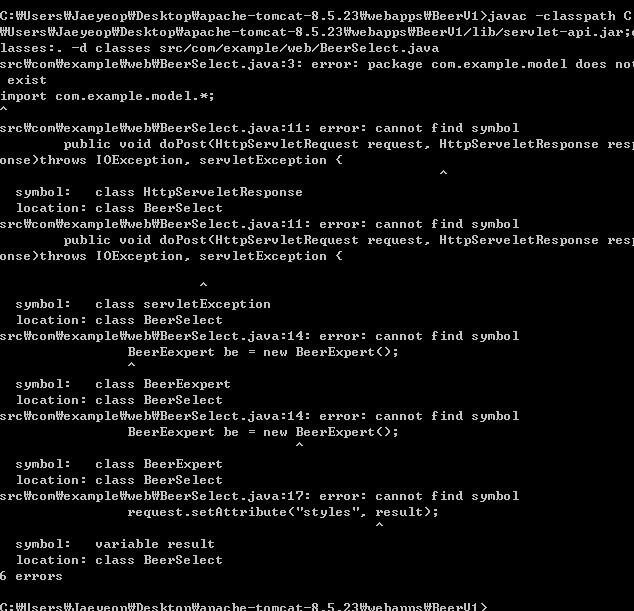 C:₩Users₩Jaeyeop₩Desktop₩apache-tomcat-8.5.23₩webapps₩BeerV1>javac -classpath C
₩Users₩Jaeyeop₩Desktop₩apache-tomcat-8.5.23₩webapps₩BeerV1/lib/servlet-api.jar;c
lasses:. -d classes src/com/example/web/BeerSelect.java
src₩com₩example₩web₩BeerSelect.java:3: error: package com.example.model does not
 exist
import com.example.model.*;
^
src₩com₩example₩web₩BeerSelect.java:11: error: cannot find symbol
        public void doPost(HttpServletRequest request, HttpServeletResponse resp
onse)throws IOException, servletException {
                                                       ^
  symbol:   class HttpServeletResponse
  location: class BeerSelect
src₩com₩example₩web₩BeerSelect.java:11: error: cannot find symbol
        public void doPost(HttpServletRequest request, HttpServeletResponse resp
onse)throws IOException, servletException {
                         ^
  symbol:   class servletException
  location: class BeerSelect
src₩com₩example₩web₩BeerSelect.java:14: error: cannot find symbol
                BeerEexpert be = new BeerExpert();
                ^
  symbol:   class BeerEexpert
  location: class BeerSelect
src₩com₩example₩web₩BeerSelect.java:14: error: cannot find symbol
                BeerEexpert be = new BeerExpert();
                                     ^
  symbol:   class BeerExpert
  location: class BeerSelect
src₩com₩example₩web₩BeerSelect.java:17: error: cannot find symbol
                request.setAttribute("styles", result);
                                               ^
  symbol:   variable result
  location: class BeerSelect
6 errors
C:₩Users₩Jaeyeop₩Desktop₩apache-tomcat-8.5.23₩webapps₩BeerV1>